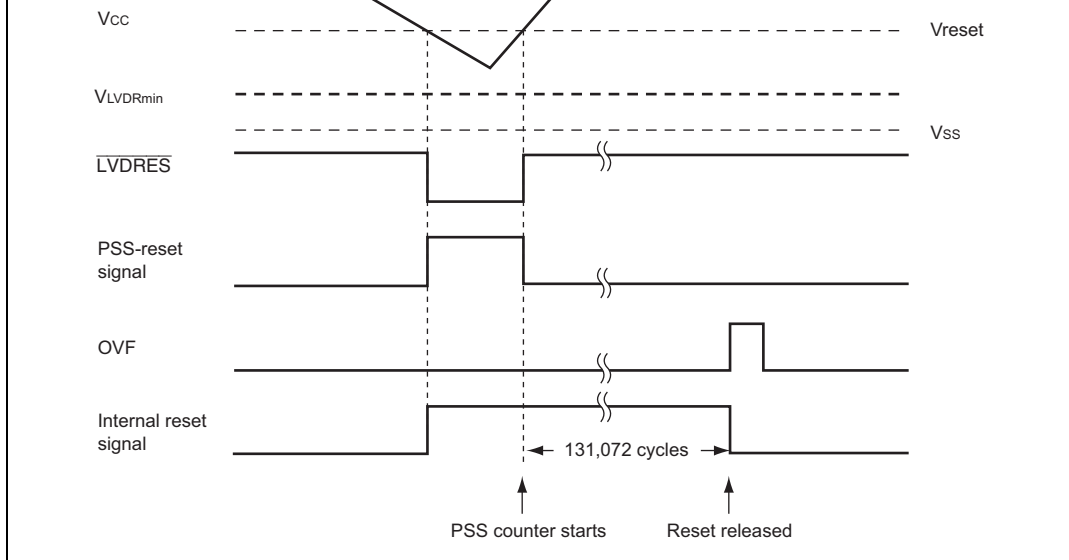 Vcc
Vreset
VLVDRmin
Vss
LVDRES
PSS-reset
signal
OVF
Internal reset
signal
131,072 cycles
PSS counter starts
Reset released